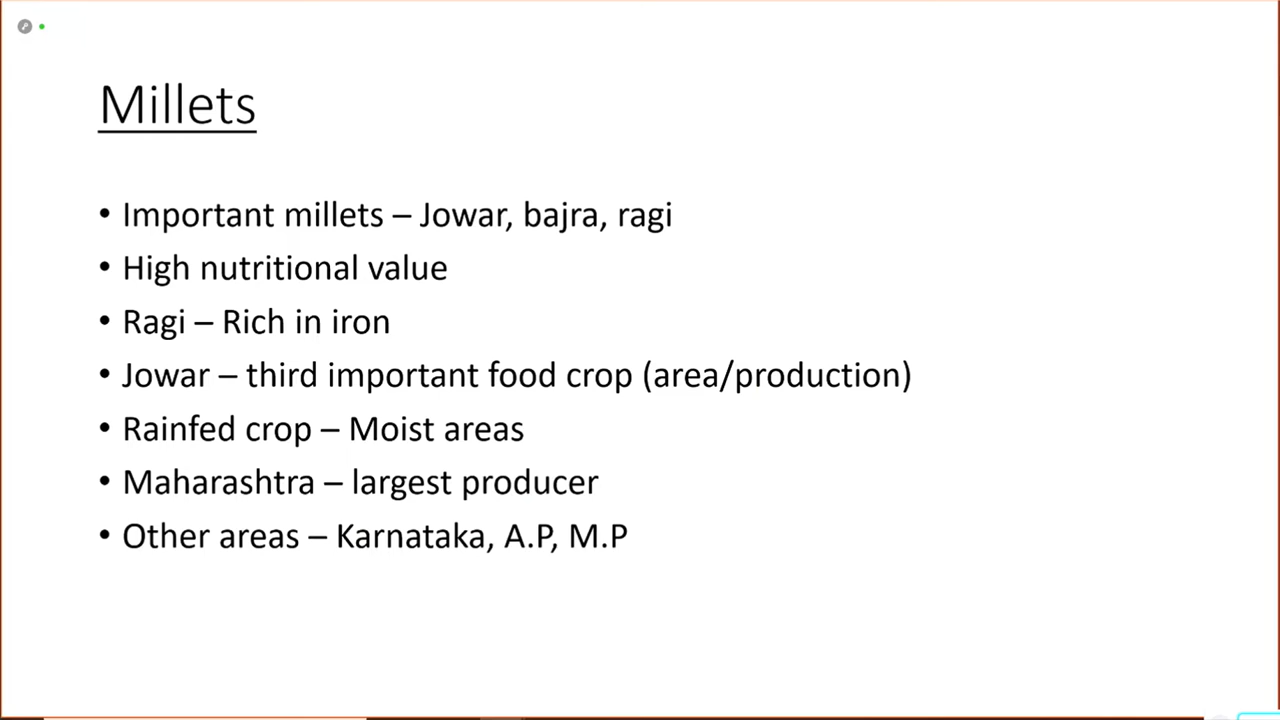 Millets
• Important millets – Jowar, bajra, ragi
• High nutritional value
• Ragi – Rich in iron
• Jowar – third important food crop (area/production)
• Rainfed crop – Moist areas
• Maharashtra – largest producer
• Other areas – Karnataka, A.P, M.P